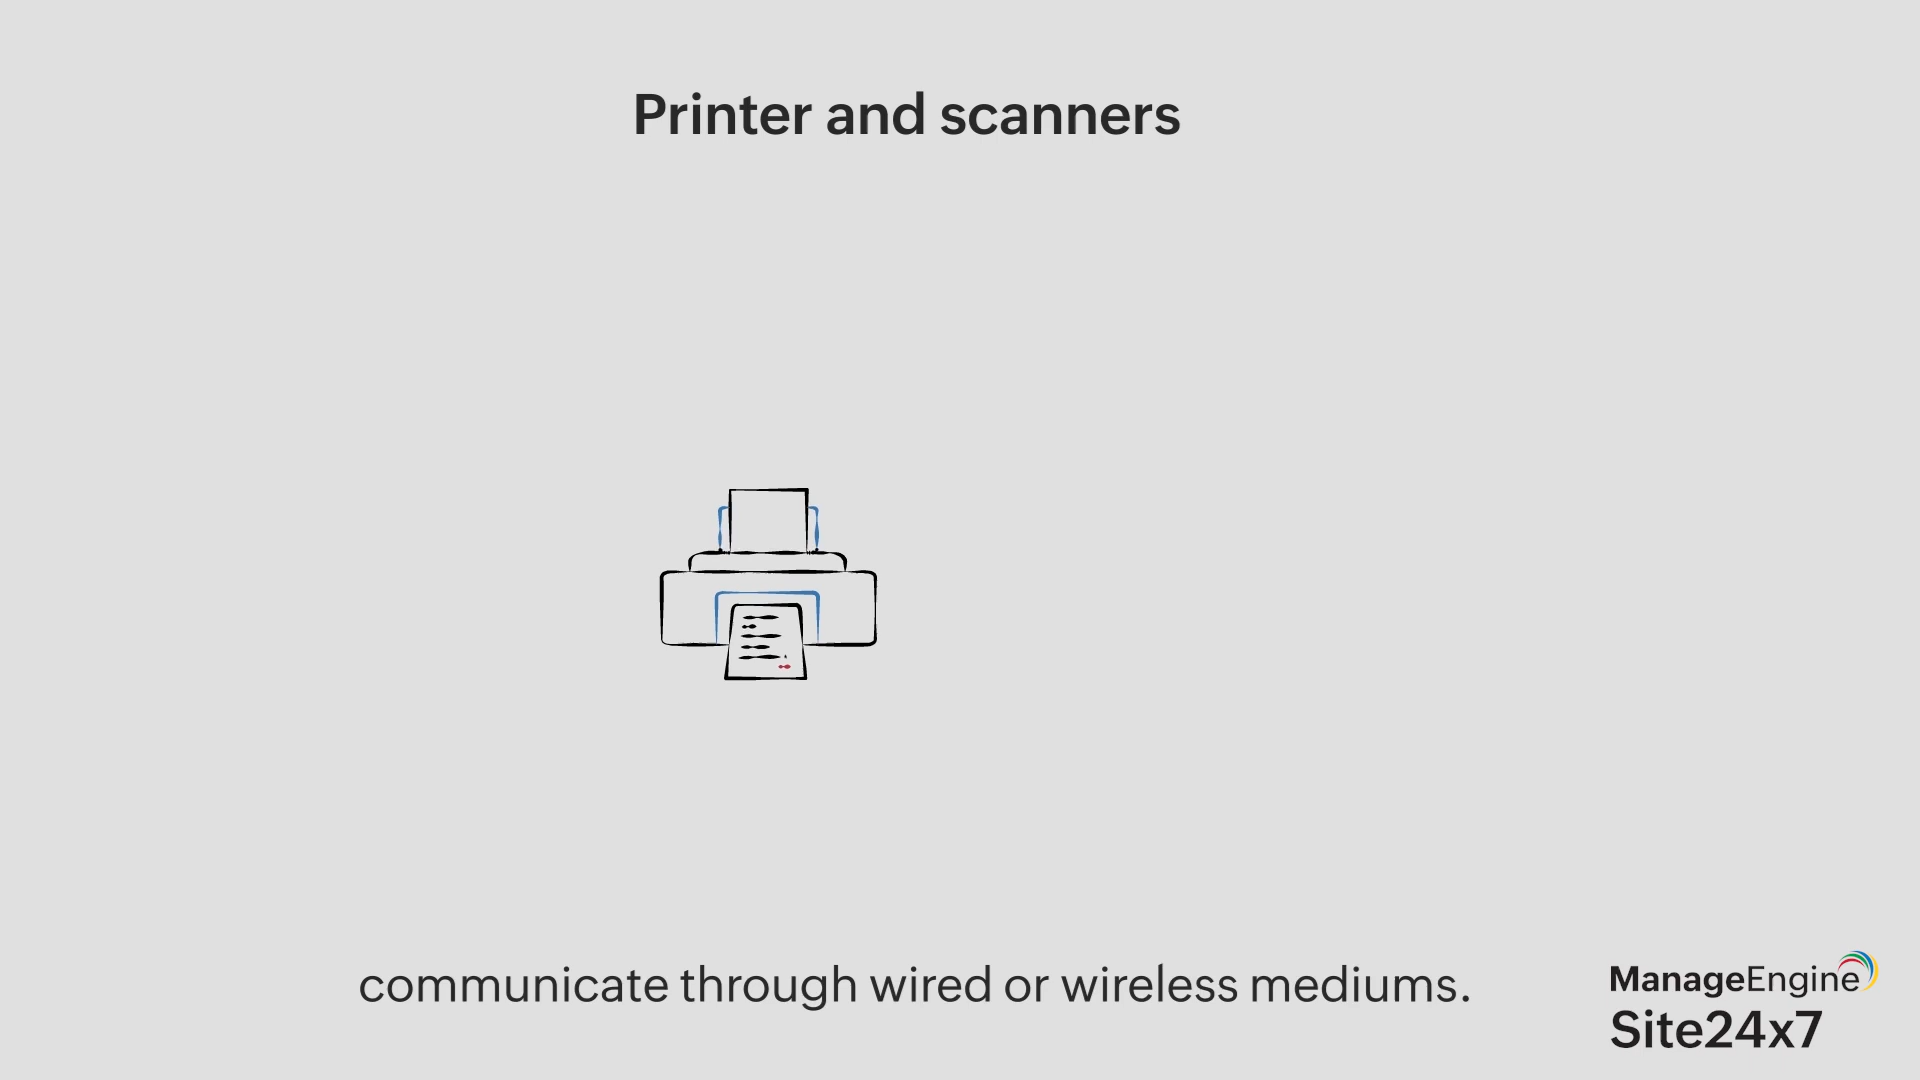 Printer and scanners
communicate through wired or wireless mediums.
ManageEngine
Site24x7